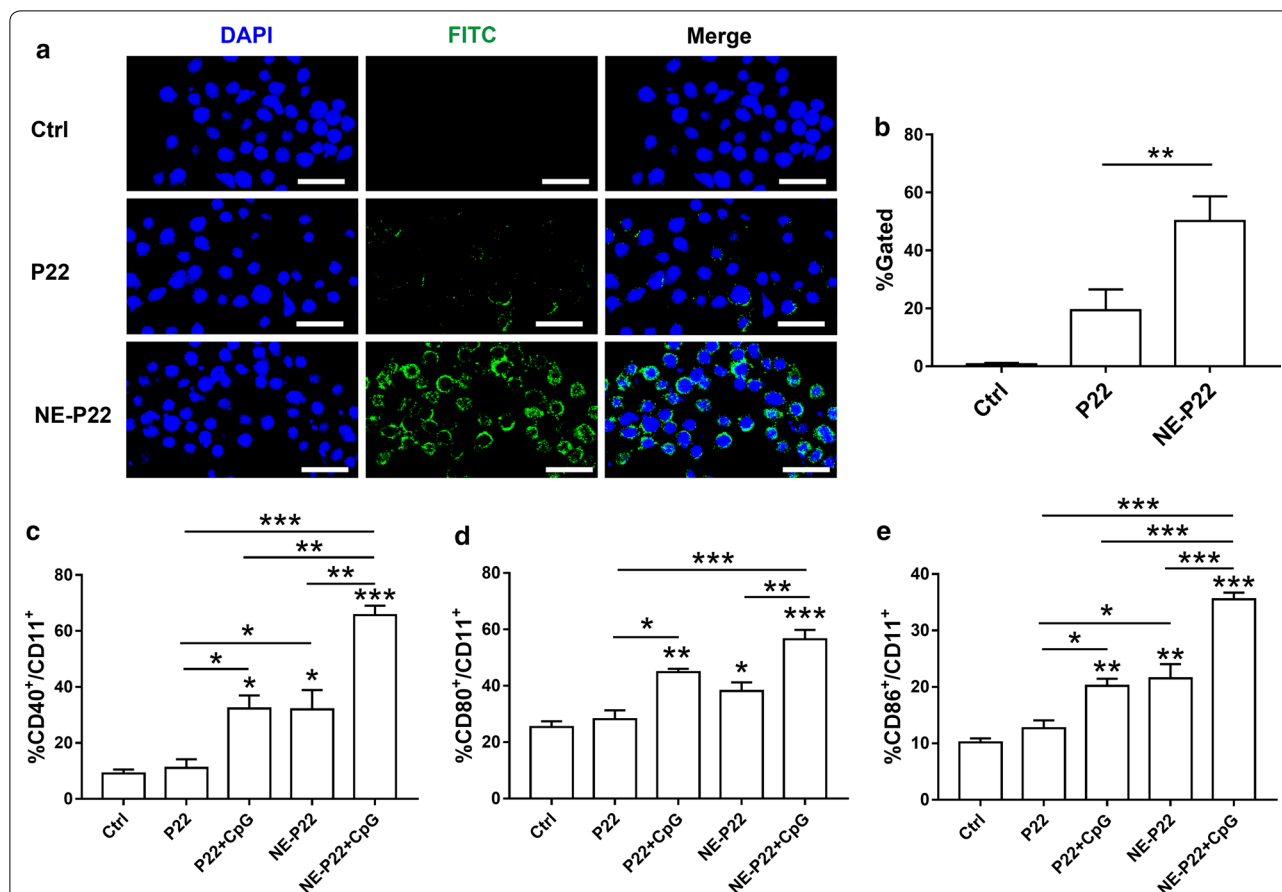 a
DAPI FITC Merge
Ctrl
P22
NE-P22
b
%Gated
80
60
40
20
0
**
Ctrl P22 NE-P22
c
%CD40+/CD11+
80
60
40
20
0
***
**
**
***
*
*
*
*
Ctrl P22 P22+CpG NE-P22 NE-P22+CpG
d
%CD80+/CD11+
80
60
40
20
0
***
**
***
*
**
*
Ctrl P22 P22+CpG NE-P22 NE-P22+CpG
e
%CD86+/CD11+
40
30
20
10
0
***
***
***
***
*
*
**
**
Ctrl P22 P22+CpG NE-P22 NE-P22+CpG